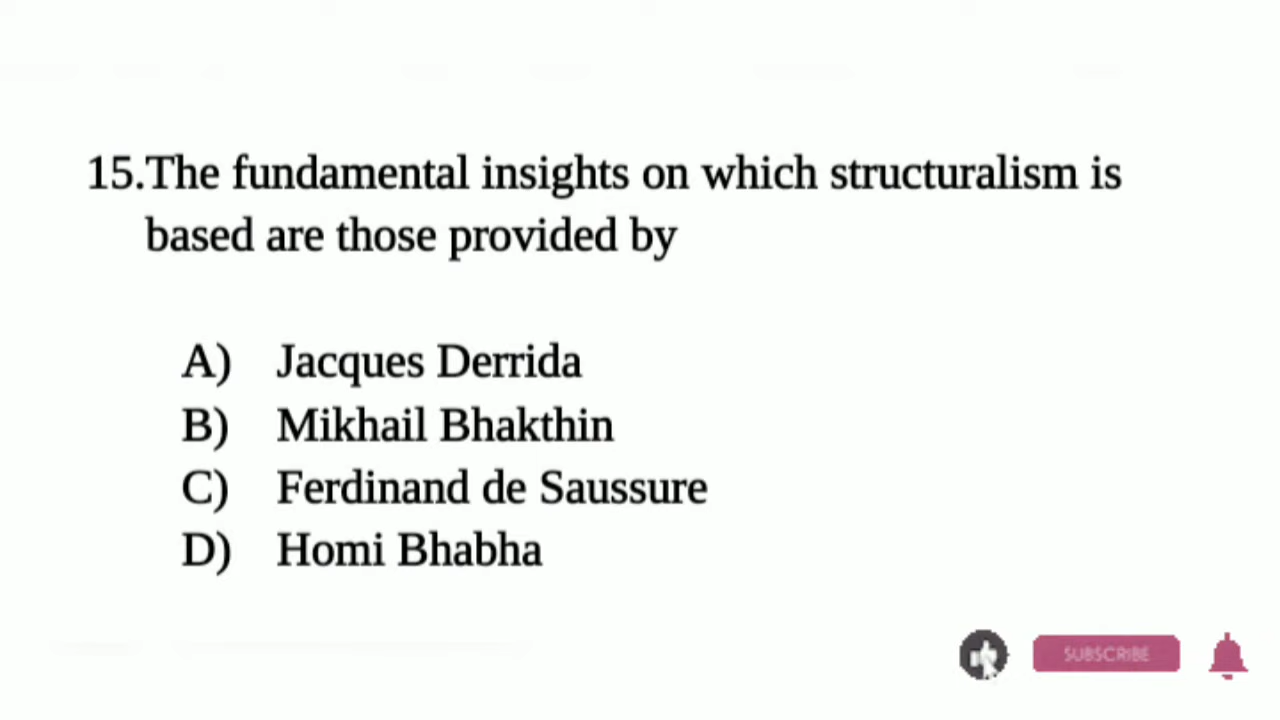 15.The fundamental insights on which structuralism is
based are those provided by
A) Jacques Derrida
B) Mikhail Bhakthin
C) Ferdinand de Saussure
D) Homi Bhabha
SUBSCRIBE